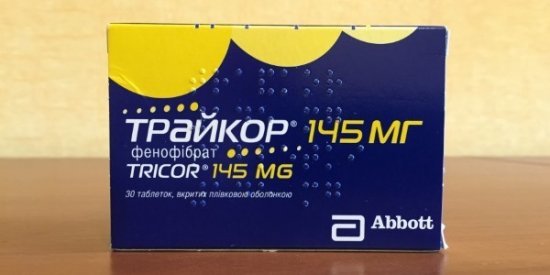 ТРАЙКОР® 145 МГ
фенофібрат
TRICOR® 145 MG
30 таблеток, вкритих плівковою оболонкою
Abbott